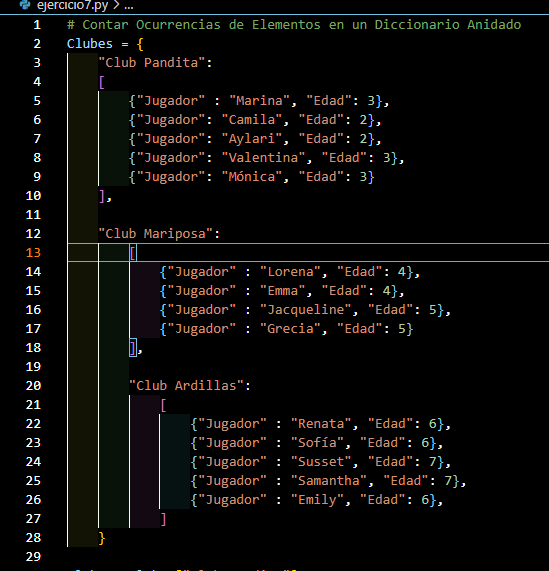 ejercicio7.py > ...
1 # Contar Ocurrencias de Elementos en un Diccionario Anidado
2 Clubes = {
3 "Club Pandita":
4 [
5 {"Jugador" : "Marina", "Edad": 3},
6 {"Jugador": "Camila", "Edad": 2},
7 {"Jugador": "Aylari", "Edad": 2},
8 {"Jugador": "Valentina", "Edad": 3},
9 {"Jugador": "Mónica", "Edad": 3}
10 ],
11
12 "Club Mariposa":
13 [
14 {"Jugador" : "Lorena", "Edad": 4},
15 {"Jugador" : "Emma", "Edad": 4},
16 {"Jugador" : "Jacqueline", "Edad": 5},
17 {"Jugador" : "Grecia", "Edad": 5}
18 ],
19
20 "Club Ardillas":
21 [
22 {"Jugador" : "Renata", "Edad": 6},
23 {"Jugador" : "Sofía", "Edad": 6},
24 {"Jugador" : "Susset", "Edad": 7},
25 {"Jugador" : "Samantha", "Edad": 7},
26 {"Jugador" : "Emily", "Edad": 6},
27 ]
28 }
29